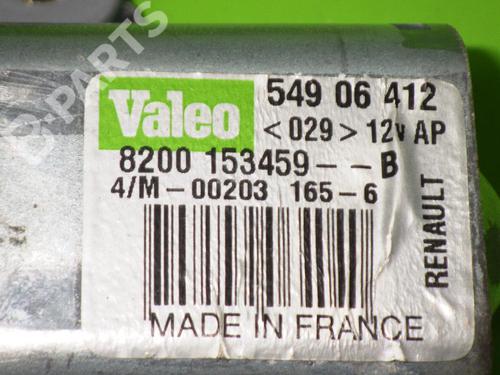 Valeo
549 06 412
<029> 12v AP
8200 153459--B
4/M-00203 165-6
RENAULT
MADE IN FRANCE
B-PARTS